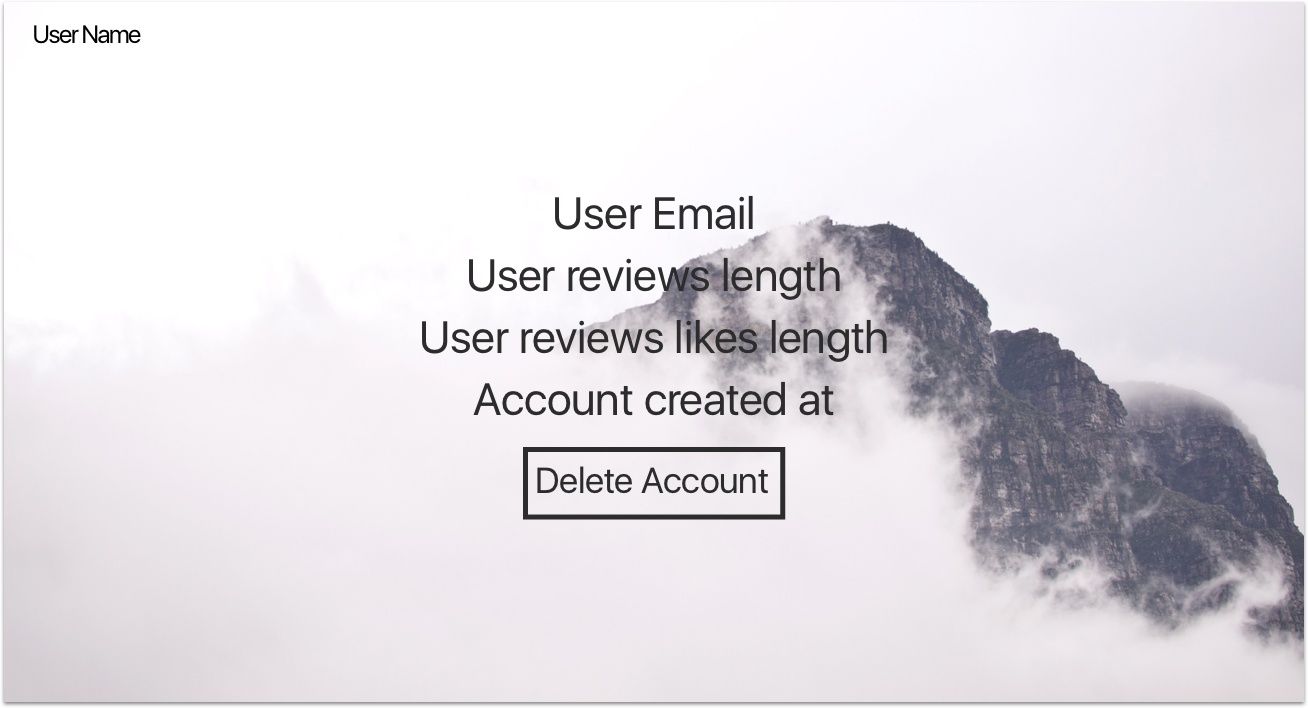 User Name
User Email
User reviews length
User reviews likes length
Account created at
Delete Account